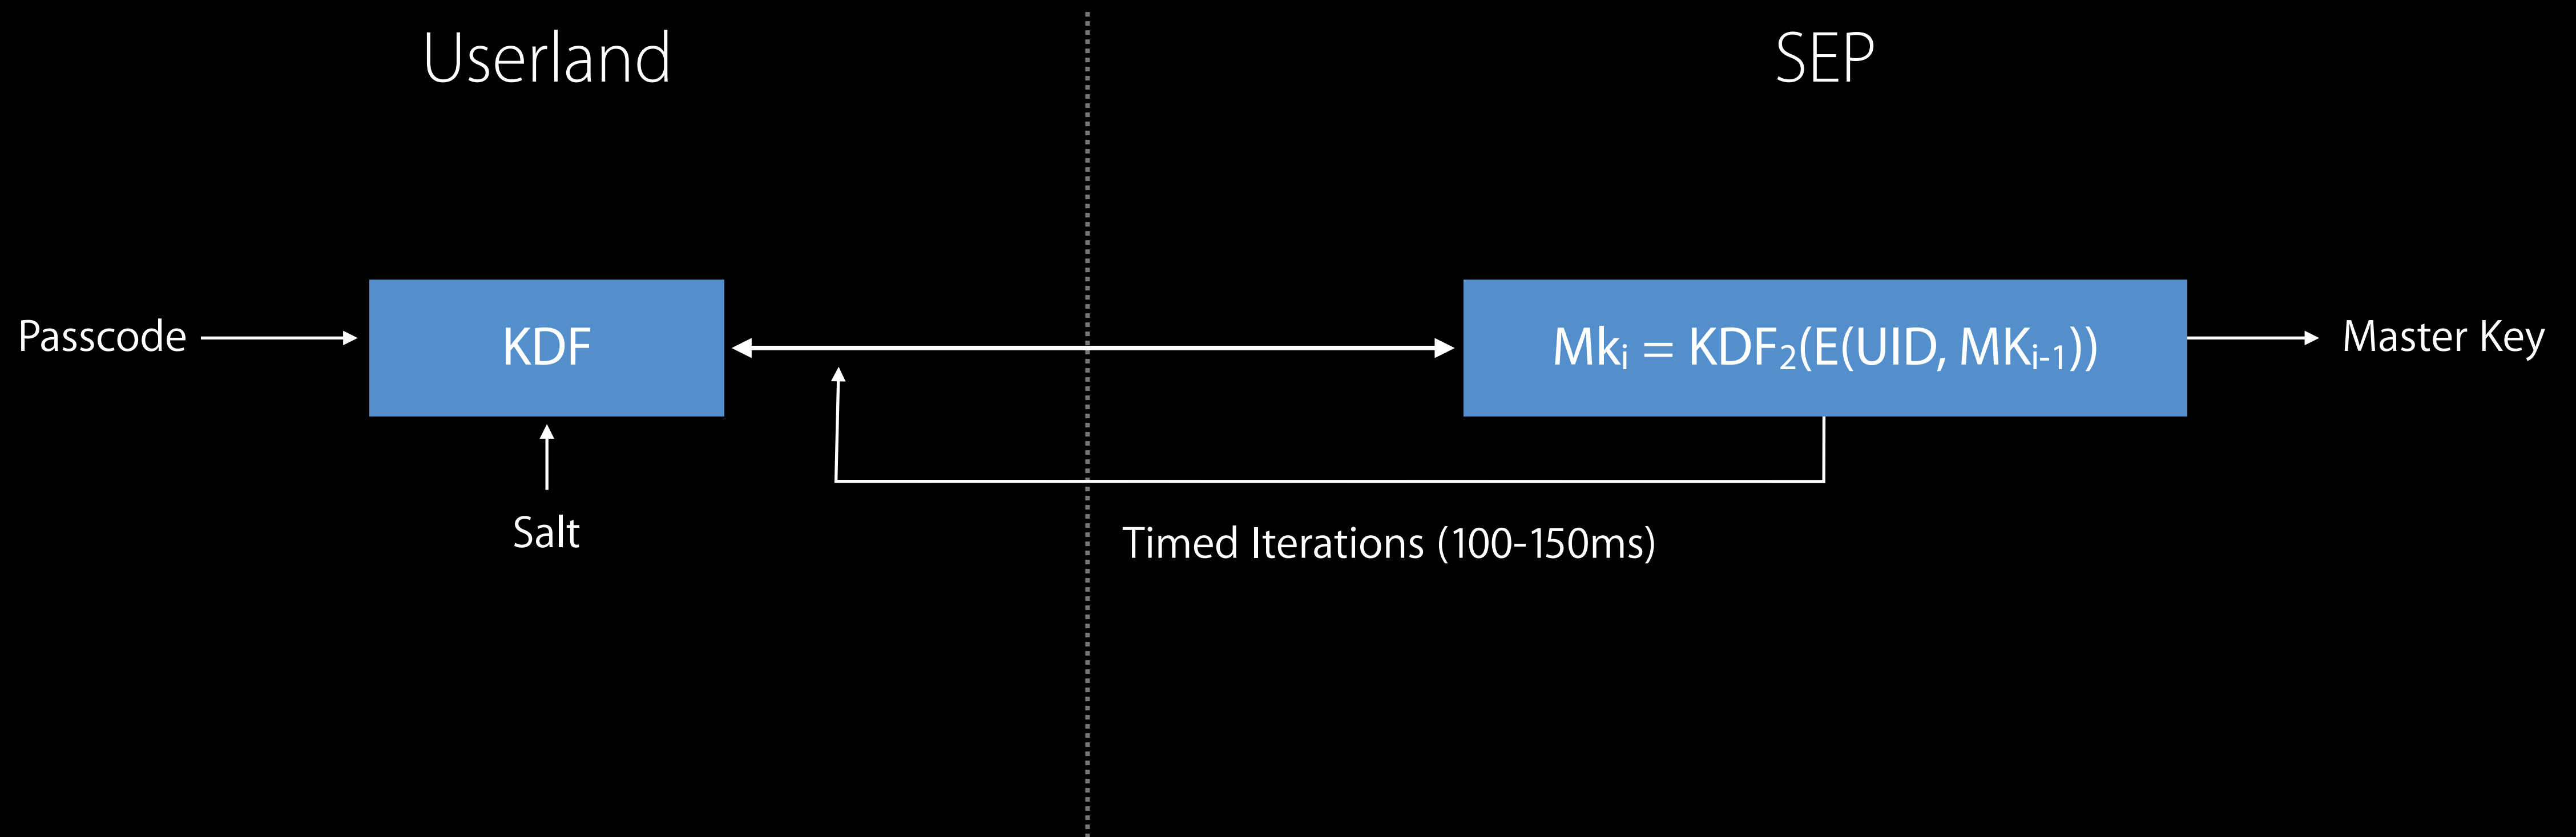 Userland
SEP
Passcode
KDF
Mkᵢ = KDF₂(E(UID, MKᵢ₋₁))
Master Key
Salt
Timed Iterations (100-150ms)